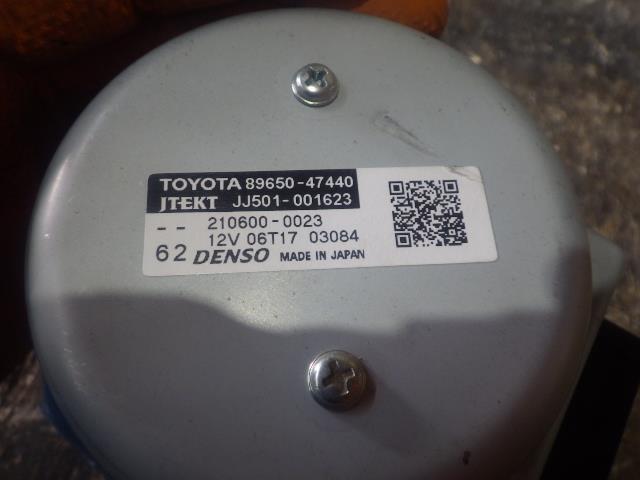 TOYOTA 89650-47440
JTEKT JJ501-001623
-- 210600-0023
12V 06T17 03084
62 DENSO MADE IN JAPAN